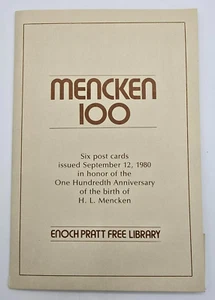 MENCKEN
100
Six post cards
issued September 12, 1980
in honor of the
One Hundredth Anniversary
of the birth of
H. L. Mencken
ENOCH PRATT FREE LIBRARY